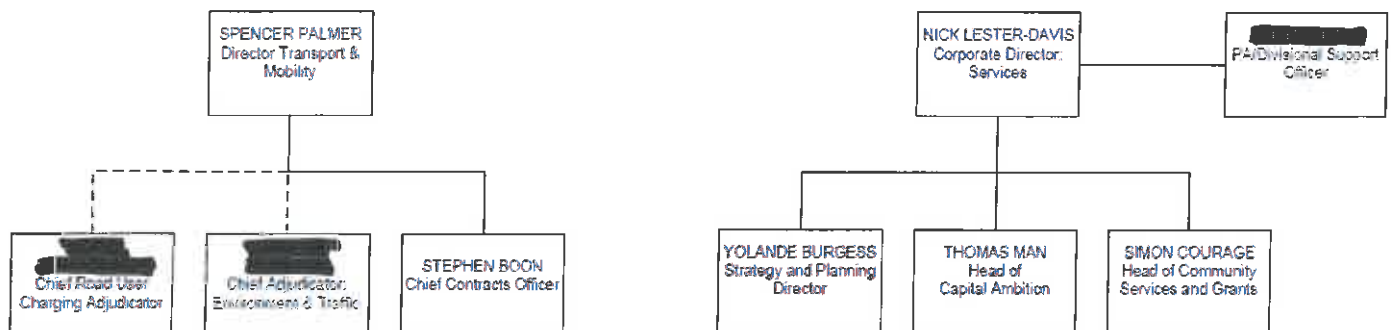 SPENCER PALMER
Director Transport &
Mobility
NICK LESTER-DAVIS
Corporate Director:
Services
PA/Divisional Support
Officer
Chief Road User
Charging Adjudicator
Chief Adjudicator:
Environment & Traffic
STEPHEN BOON
Chief Contracts Officer
YOLANDE BURGESS
Strategy and Planning
Director
THOMAS MAN
Head of
Capital Ambition
SIMON COURAGE
Head of Community
Services and Grants